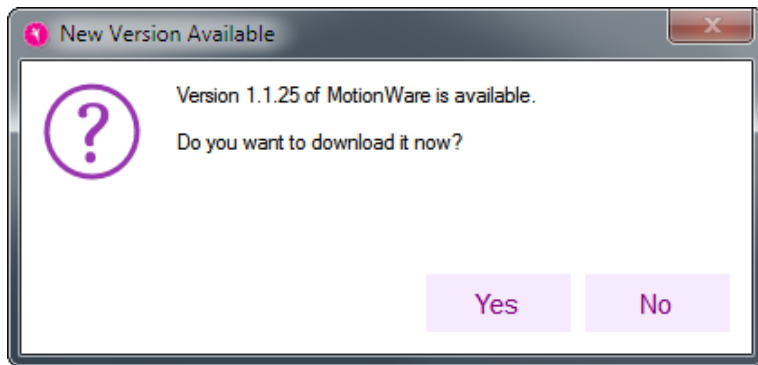 New Version Available
Version 1.1.25 of MotionWare is available.
Do you want to download it now?
Yes
No